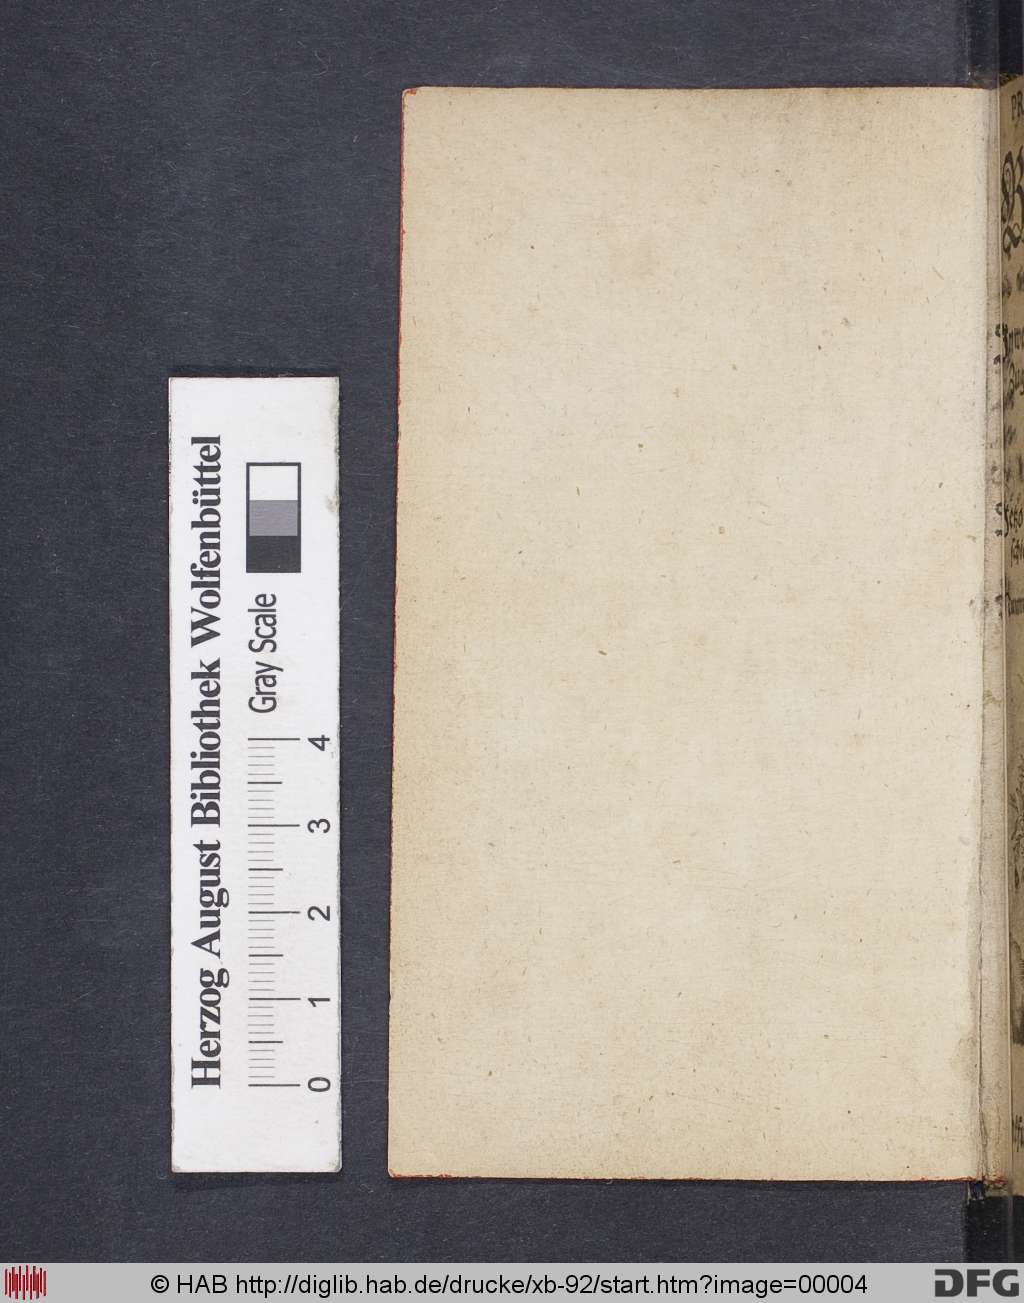 Herzog August Bibliothek Wolfenbüttel
Gray Scale
0 1 2 3 4
PR
© HAB http://diglib.hab.de/drucke/xb-92/start.htm?image=00004
DFG